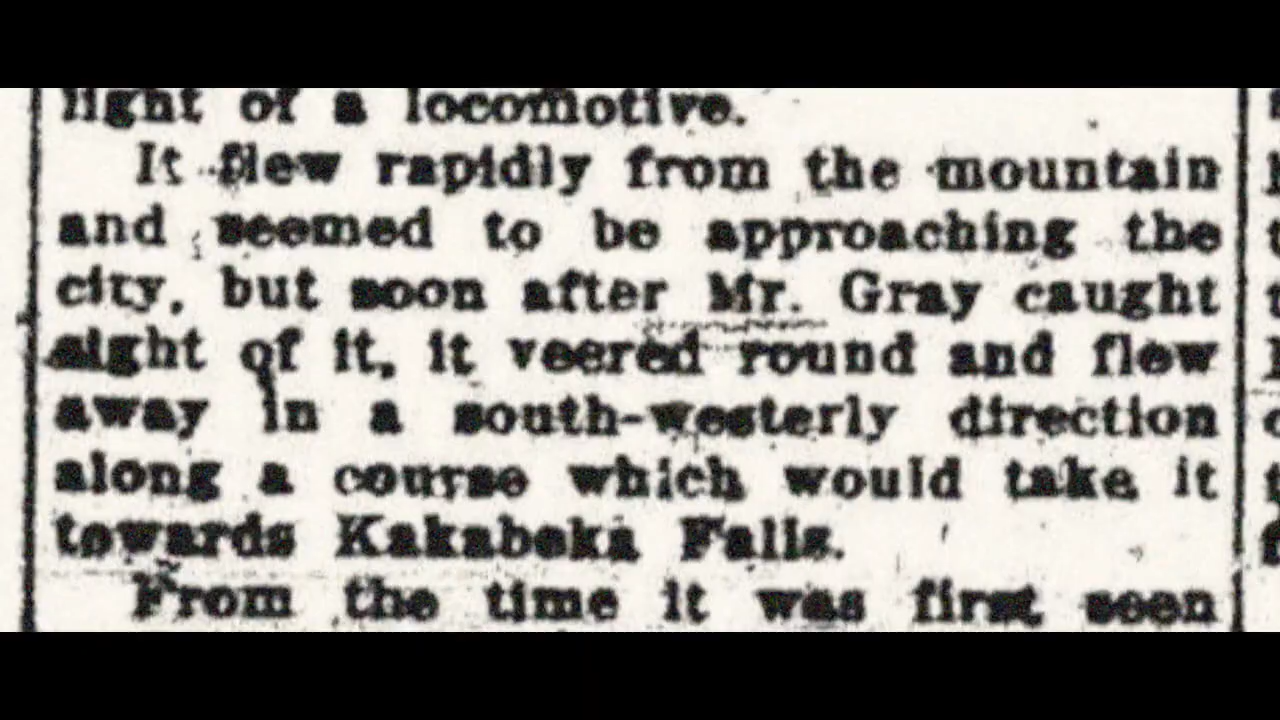 light of a locomotive.
It flew rapidly from the mountain
and seemed to be approaching the
city, but soon after Mr. Gray caught
sight of it, it veered round and flew
away in a south-westerly direction
along a course which would take it
towards Kakabeka Falls.
From the time it was first seen